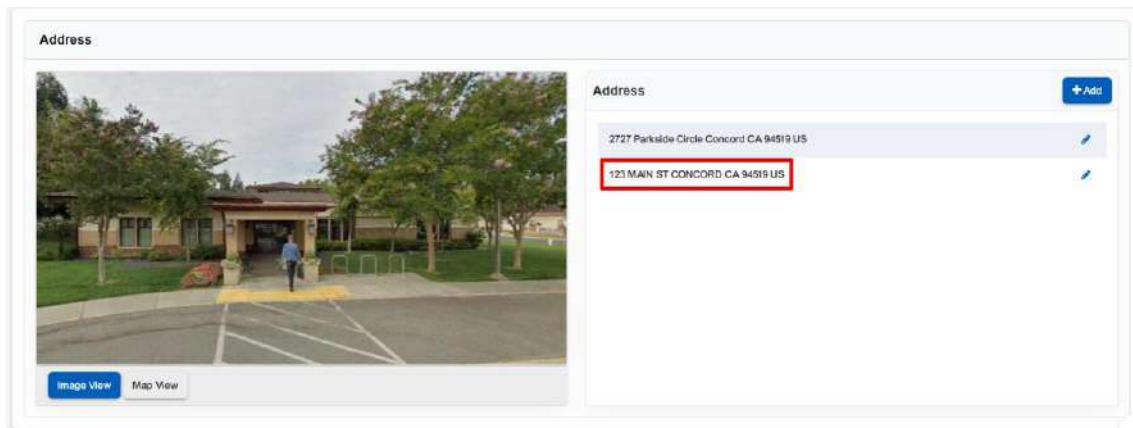 Address
Address
+ Add
2727 Parkside Circle Concord CA 94519 US
123 MAIN ST CONCORD CA 94519 US
Image View
Map View